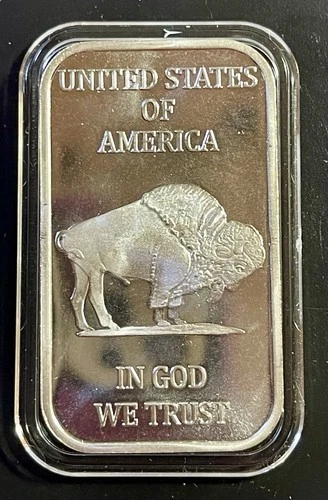 UNITED STATES
OF
AMERICA
IN GOD
WE TRUST